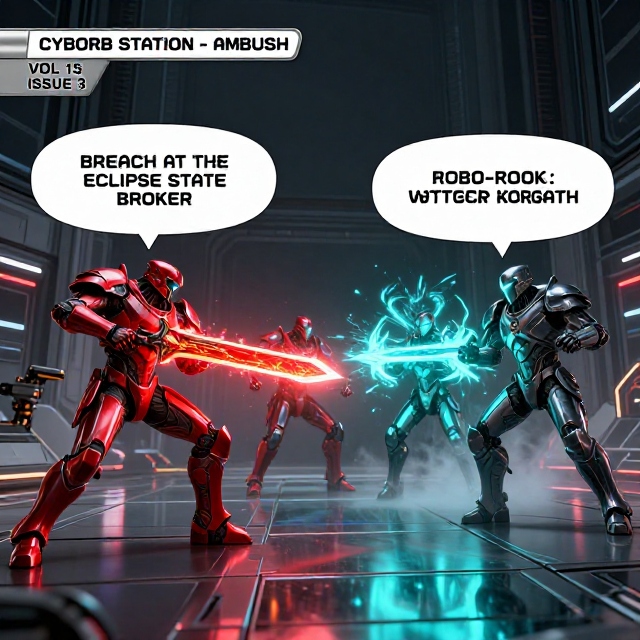 CYBORB STATION - AMBUSH
VOL 15
ISSUE 3
BREACH AT THE
ECLIPSE STATE
BROKER
ROBO-ROOK:
KORGATH